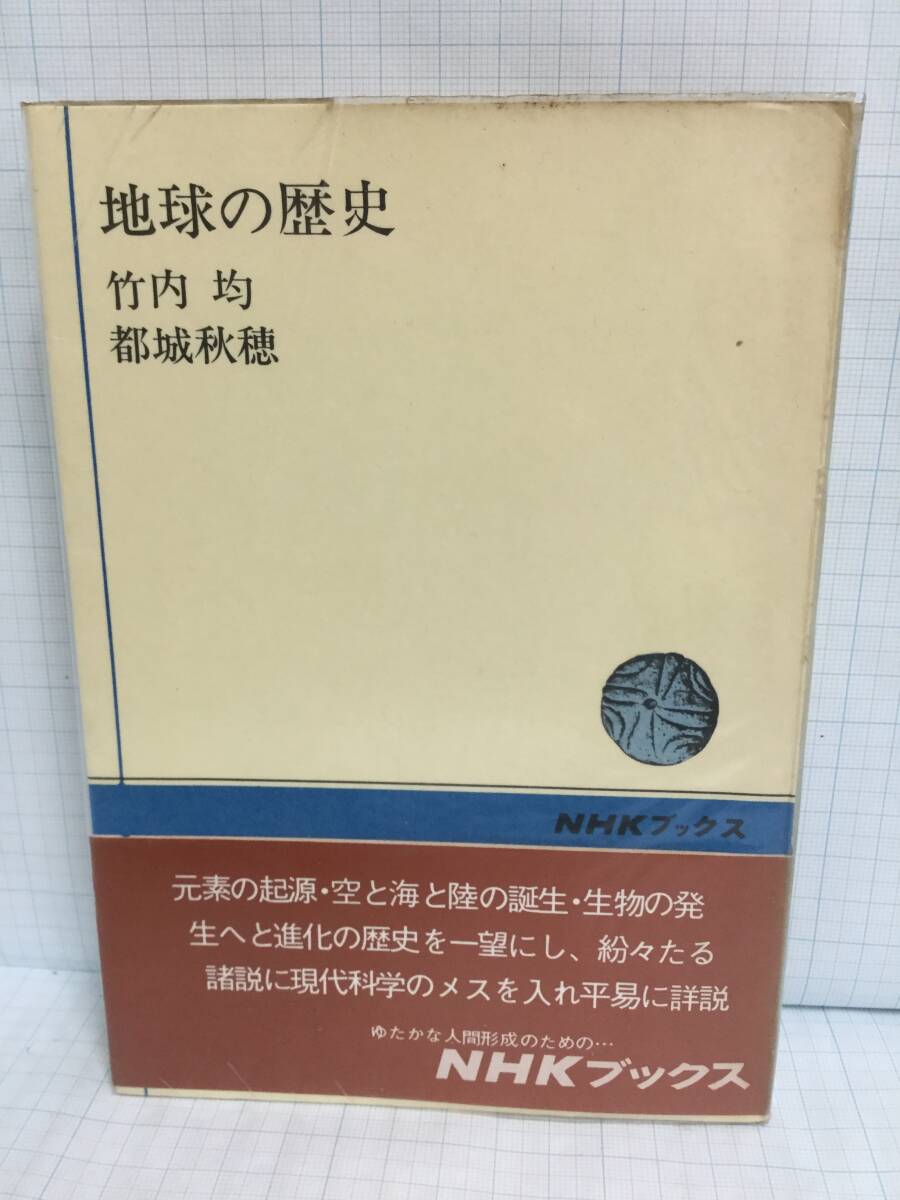 地球の歴史
竹内 均
都城秋穂
NHKブックス
元素の起源・空と海と陸の誕生・生物の発
生へと進化の歴史を一望にし、紛々たる
諸説に現代科学のメスを入れ平易に詳説
ゆたかな人間形成のための…
NHKブックス